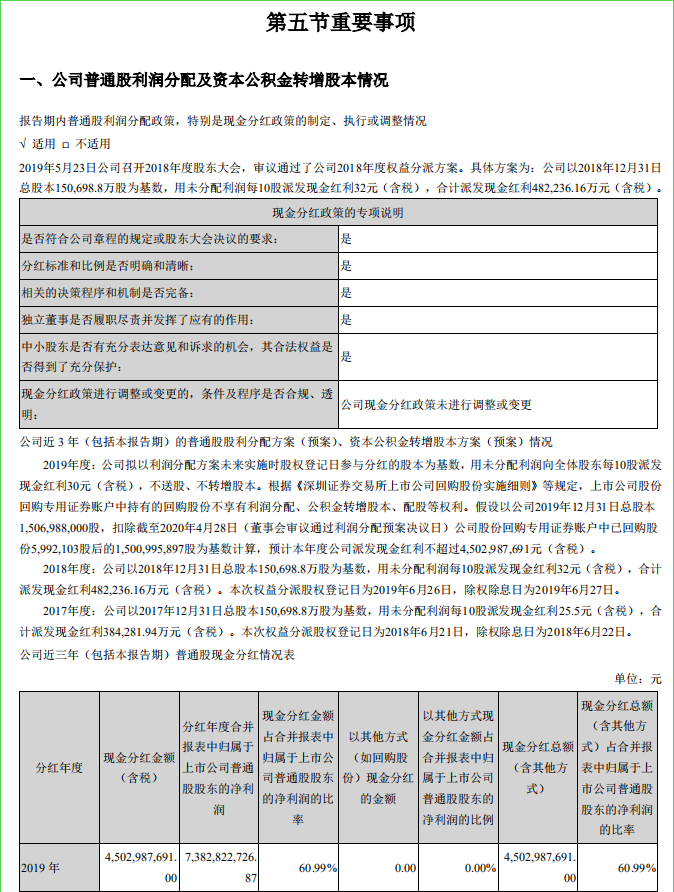 第五节重要事项
一、公司普通股利润分配及资本公积金转增股本情况
报告期内普通股利润分配政策，特别是现金分红政策的制定、执行或调整情况
√ 适用 □ 不适用
2019年5月23日公司召开2018年度股东大会，审议通过了公司2018年度权益分派方案。具体方案为：公司以2018年12月31日
总股本150,698.8万股为基数，用未分配利润每10股派发现金红利32元（含税），合计派发现金红利482,236.16万元（含税）。
现金分红政策的专项说明
是否符合公司章程的规定或股东大会决议的要求： 是
分红标准和比例是否明确和清晰： 是
相关的决策程序和机制是否完备： 是
独立董事是否履职尽责并发挥了应有的作用： 是
中小股东是否有充分表达意见和诉求的机会，其合法权益是
否得到了充分保护： 是
现金分红政策进行调整或变更的，条件及程序是否合规、透
明： 公司现金分红政策未进行调整或变更
公司近 3 年（包括本报告期）的普通股股利分配方案（预案）、资本公积金转增股本方案（预案）情况
2019年度：公司拟以利润分配方案未来实施时股权登记日参与分红的股本为基数，用未分配利润向全体股东每10股派发
现金红利30元（含税），不送股、不转增股本。根据《深圳证券交易所上市公司回购股份实施细则》等规定，上市公司股份
回购专用证券账户中持有的回购股份不享有利润分配、公积金转增股本、配股等权利。假设以公司2019年12月31日总股本
1,506,988,000股，扣除截至2020年4月28日（董事会审议通过利润分配预案决议日）公司股份回购专用证券账户中已回购股
份5,992,103股后的1,500,995,897股为基数计算，预计本年度公司派发现金红利不超过4,502,987,691元（含税）。
2018年度：公司以2018年12月31日总股本150,698.8万股为基数，用未分配利润每10股派发现金红利32元（含税），合计
派发现金红利482,236.16万元（含税）。本次权益分派股权登记日为2019年6月26日，除权除息日为2019年6月27日。
2017年度：公司以2017年12月31日总股本150,698.8万股为基数，用未分配利润每10股派发现金红利25.5元（含税），合
计派发现金红利384,281.94万元（含税）。本次权益分派股权登记日为2018年6月21日，除权除息日为2018年6月22日。
公司近三年（包括本报告期）普通股现金分红情况表
单位：元
分红年度
现金分红金额
（含税）
分红年度合并
报表中归属于
上市公司普通
股股东的净利
润
现金分红金额
占合并报表中
归属于上市公
司普通股股东
的净利润的比
率
以其他方式
（如回购股
份）现金分红
的金额
以其他方式现
金分红金额占
合并报表中归
属于上市公司
普通股股东的
净利润的比例
现金分红总额
（含其他方
式）
现金分红总额
（含其他方
式）占合并报
表中归属于上
市公司普通股
股东的净利润
的比率
2019 年
4,502,987,691.
00
7,382,822,726.
87
60.99%
0.00
0.00%
4,502,987,691.
00
60.99%